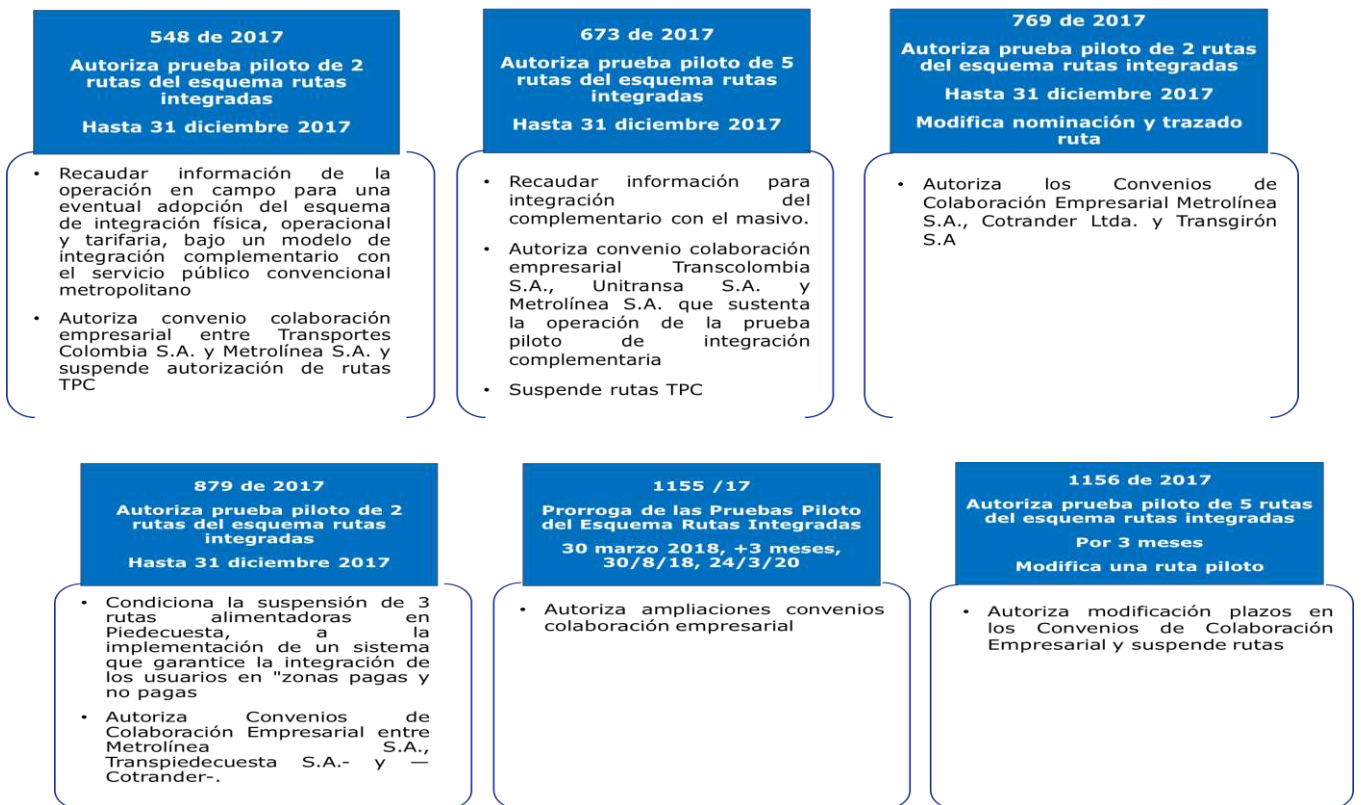 548 de 2017
Autoriza prueba piloto de 2
rutas del esquema rutas
integradas
Hasta 31 diciembre 2017
• Recaudar información de la
operación en campo para una
eventual adopción del esquema
de integración física, operacional
y tarifaria, bajo un modelo de
integración complementario con
el servicio público convencional
metropolitano
• Autoriza convenio colaboración
empresarial entre Transportes
Colombia S.A. y Metrolínea S.A. y
suspende autorización de rutas
TPC
673 de 2017
Autoriza prueba piloto de 5
rutas del esquema rutas
integradas
Hasta 31 diciembre 2017
• Recaudar información para
integración del
complementario con el masivo.
• Autoriza convenio colaboración
empresarial Transcolombia
S.A., Unitransa S.A. y
Metrolínea S.A. que sustenta
la operación de la prueba
piloto de integración
complementaria
• Suspende rutas TPC
769 de 2017
Autoriza prueba piloto de 2 rutas
del esquema rutas integradas
Hasta 31 diciembre 2017
Modifica nominación y trazado
ruta
• Autoriza los Convenios de
Colaboración Empresarial Metrolínea
S.A., Cotrander Ltda. y Transgirón
S.A
879 de 2017
Autoriza prueba piloto de 2
rutas del esquema rutas
integradas
Hasta 31 diciembre 2017
• Condiciona la suspensión de 3
rutas alimentadoras en
Piedecuesta, a la
implementación de un sistema
que garantice la integración de
los usuarios en "zonas pagas y
no pagas
• Autoriza Convenios de
Colaboración Empresarial entre
Metrolínea S.A.,
Transpiedecuesta S.A.- y —
Cotrander-.
1155 /17
Prorroga de las Pruebas Piloto
del Esquema Rutas Integradas
30 marzo 2018, +3 meses,
30/8/18, 24/3/20
• Autoriza ampliaciones convenios
colaboración empresarial
1156 de 2017
Autoriza prueba piloto de 5 rutas
del esquema rutas integradas
Por 3 meses
Modifica una ruta piloto
• Autoriza modificación plazos en
los Convenios de Colaboración
Empresarial y suspende rutas